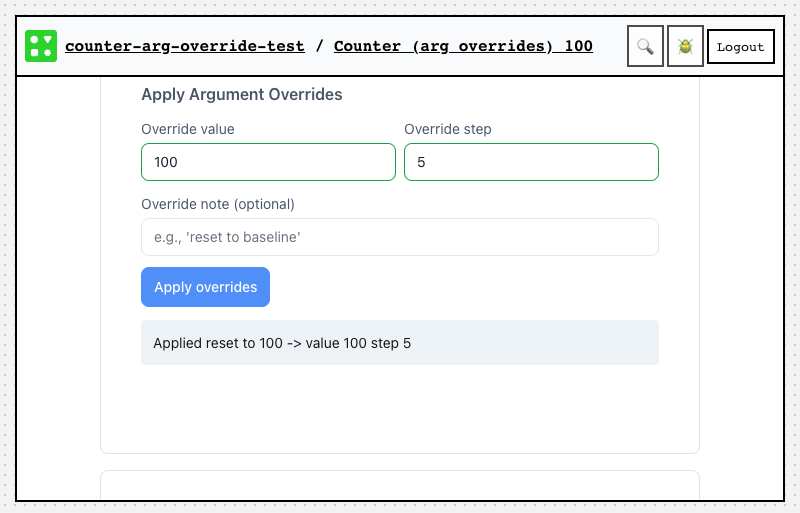 counter-arg-override-test / Counter (arg overrides) 100
Logout
Apply Argument Overrides
Override value
Override step
100
5
Override note (optional)
e.g., 'reset to baseline'
Apply overrides
Applied reset to 100 -> value 100 step 5